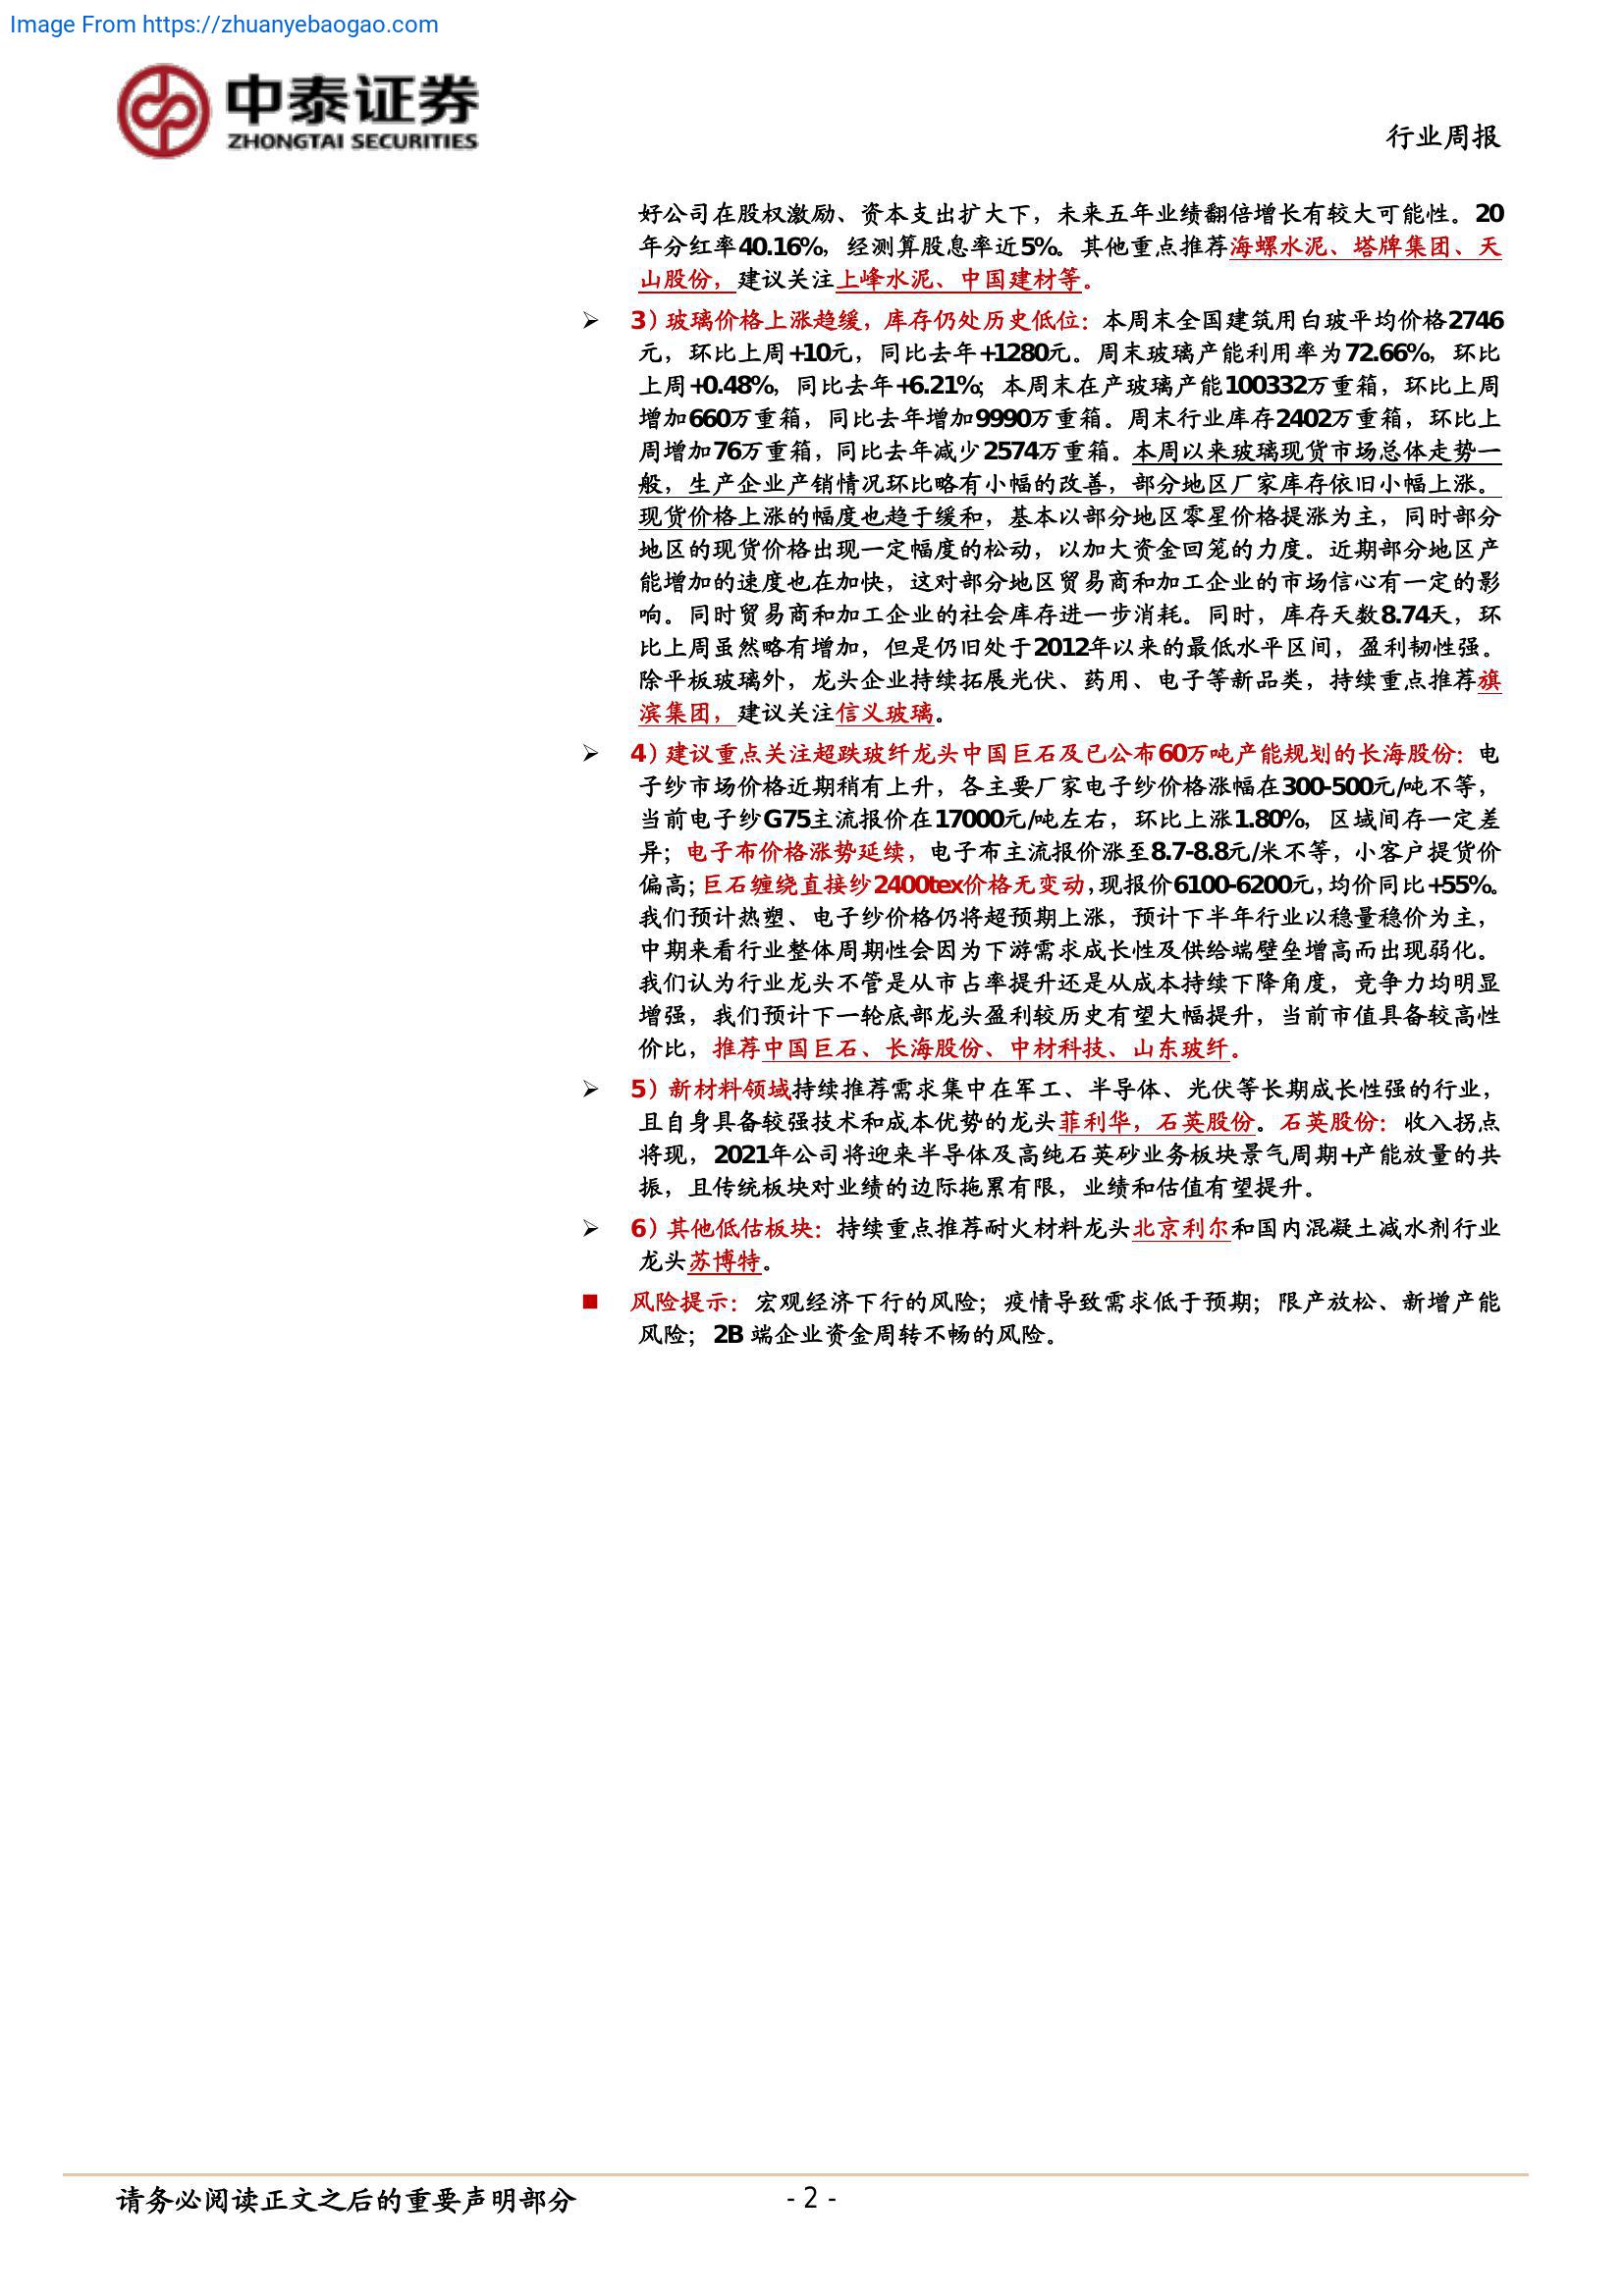 Image From https://zhuanyebaogao.com
中泰证券
ZHONGTAI SECURITIES
行业周报
好公司在股权激励、资本支出扩大下，未来五年业绩翻倍增长有较大可能性。20
年分红率40.16%，经测算股息率近5%。其他重点推荐海螺水泥、塔牌集团、天
山股份，建议关注上峰水泥、中国建材等。
➢ 3）玻璃价格上涨趋缓，库存仍处历史低位：本周末全国建筑用白玻平均价格2746
元，环比上周+10元，同比去年+1280元。周末玻璃产能利用率为72.66%，环比
上周+0.48%，同比去年+6.21%；本周末在产玻璃产能100332万重箱，环比上周
增加660万重箱，同比去年增加9990万重箱。周末行业库存2402万重箱，环比上
周增加76万重箱，同比去年减少2574万重箱。本周以来玻璃现货市场总体走势一
般，生产企业产销情况环比略有小幅的改善，部分地区厂家库存依旧小幅上涨。
现货价格上涨的幅度也趋于缓和，基本以部分地区零星价格提涨为主，同时部分
地区的现货价格出现一定幅度的松动，以加大资金回笼的力度。近期部分地区产
能增加的速度也在加快，这对部分地区贸易商和加工企业的市场信心有一定的影
响。同时贸易商和加工企业的社会库存进一步消耗。同时，库存天数8.74天，环
比上周虽然略有增加，但是仍旧处于2012年以来的最低水平区间，盈利韧性强。
除平板玻璃外，龙头企业持续拓展光伏、药用、电子等新品类，持续重点推荐旗
滨集团，建议关注信义玻璃。
➢ 4）建议重点关注超跌玻纤龙头中国巨石及已公布60万吨产能规划的长海股份：电
子纱市场价格近期稍有上升，各主要厂家电子纱价格涨幅在300-500元/吨不等，
当前电子纱G75主流报价在17000元/吨左右，环比上涨1.80%，区域间存一定差
异；电子布价格涨势延续，电子布主流报价涨至8.7-8.8元/米不等，小客户提货价
偏高；巨石缠绕直接纱2400tex价格无变动，现报价6100-6200元，均价同比+55%。
我们预计热塑、电子纱价格仍将超预期上涨，预计下半年行业以稳量稳价为主，
中期来看行业整体周期性会因为下游需求成长性及供给端壁垒增高而出现弱化。
我们认为行业龙头不管是从市占率提升还是从成本持续下降角度，竞争力均明显
增强，我们预计下一轮底部龙头盈利较历史有望大幅提升，当前市值具备较高性
价比，推荐中国巨石、长海股份、中材科技、山东玻纤。
➢ 5）新材料领域持续推荐需求集中在军工、半导体、光伏等长期成长性强的行业，
且自身具备较强技术和成本优势的龙头菲利华，石英股份。石英股份：收入拐点
将现，2021年公司将迎来半导体及高纯石英砂业务板块景气周期+产能放量的共
振，且传统板块对业绩的边际拖累有限，业绩和估值有望提升。
➢ 6）其他低估板块：持续重点推荐耐火材料龙头北京利尔和国内混凝土减水剂行业
龙头苏博特。
■ 风险提示：宏观经济下行的风险；疫情导致需求低于预期；限产放松、新增产能
风险；2B 端企业资金周转不畅的风险。
请务必阅读正文之后的重要声明部分
- 2 -